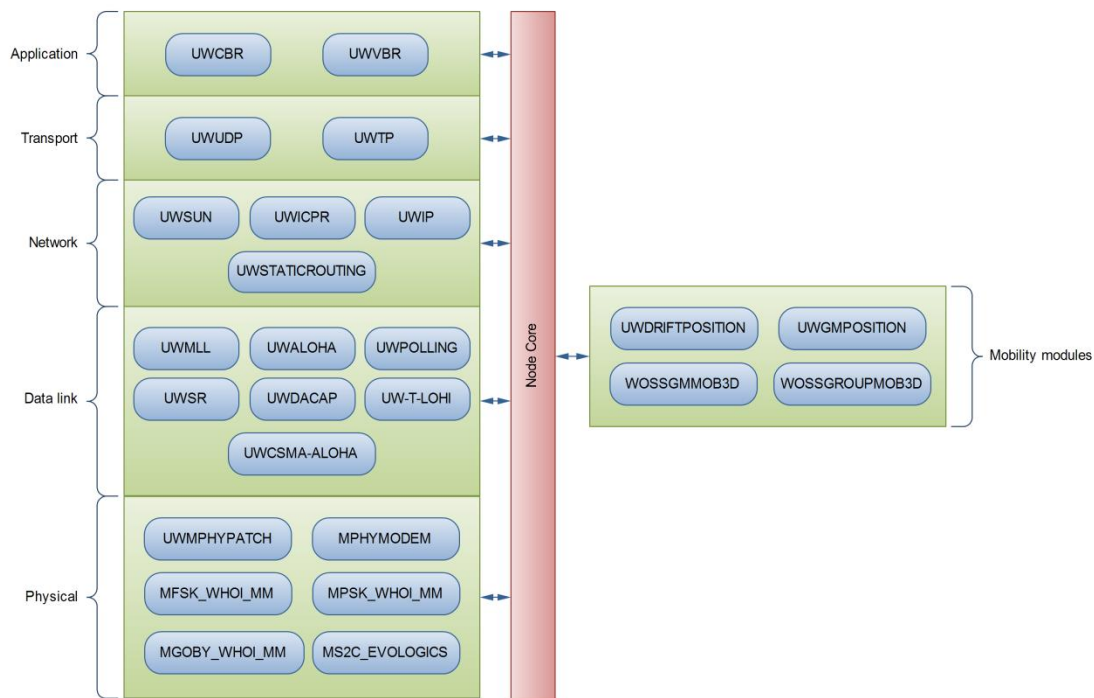 Application
UWCBR
UWVBR
Transport
UWUDP
UWTP
Network
UWSUN
UWICPR
UWIP
UWSTATICROUTING
Data link
UWMLL
UWALOHA
UWPOLLING
UWSR
UWDACAP
UW-T-LOHI
UWCSMA-ALOHA
Physical
UWMPHYPATCH
MPHYMODEM
MFSK_WHOI_MM
MPSK_WHOI_MM
MGOBY_WHOI_MM
MS2C_EVOLOGICS
Node Core
UWDRIFTPOSITION
UWGMPOSITION
WOSSGMMOB3D
WOSSGROUPMOB3D
Mobility modules